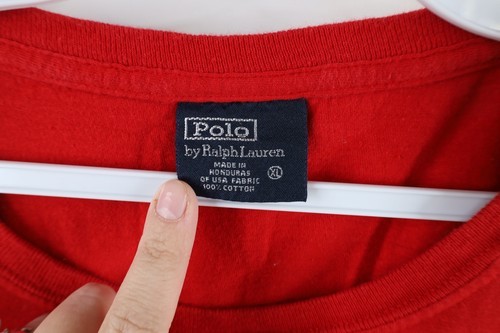 Polo
by Ralph Lauren
MADE IN
HONDURAS
OF USA FABRIC
100% COTTON
XL